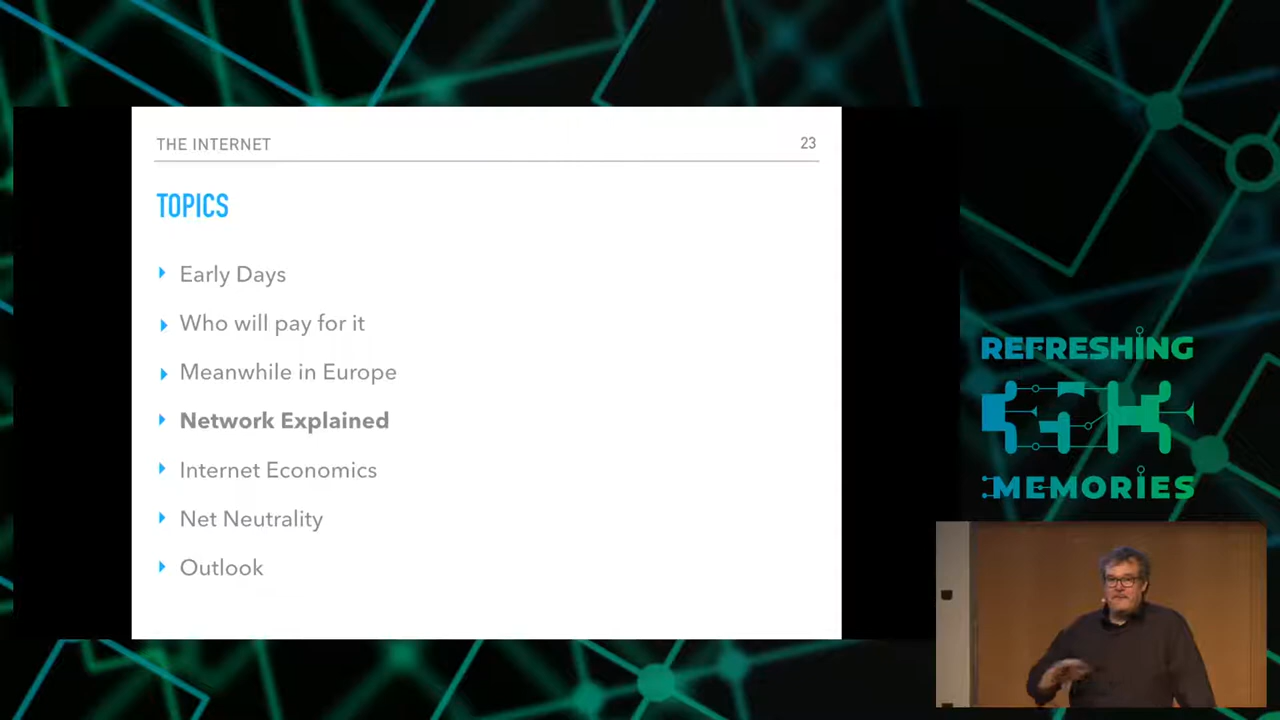 THE INTERNET
23
TOPICS
Early Days
Who will pay for it
Meanwhile in Europe
Network Explained
Internet Economics
Net Neutrality
Outlook
REFRESHING
MEMORIES